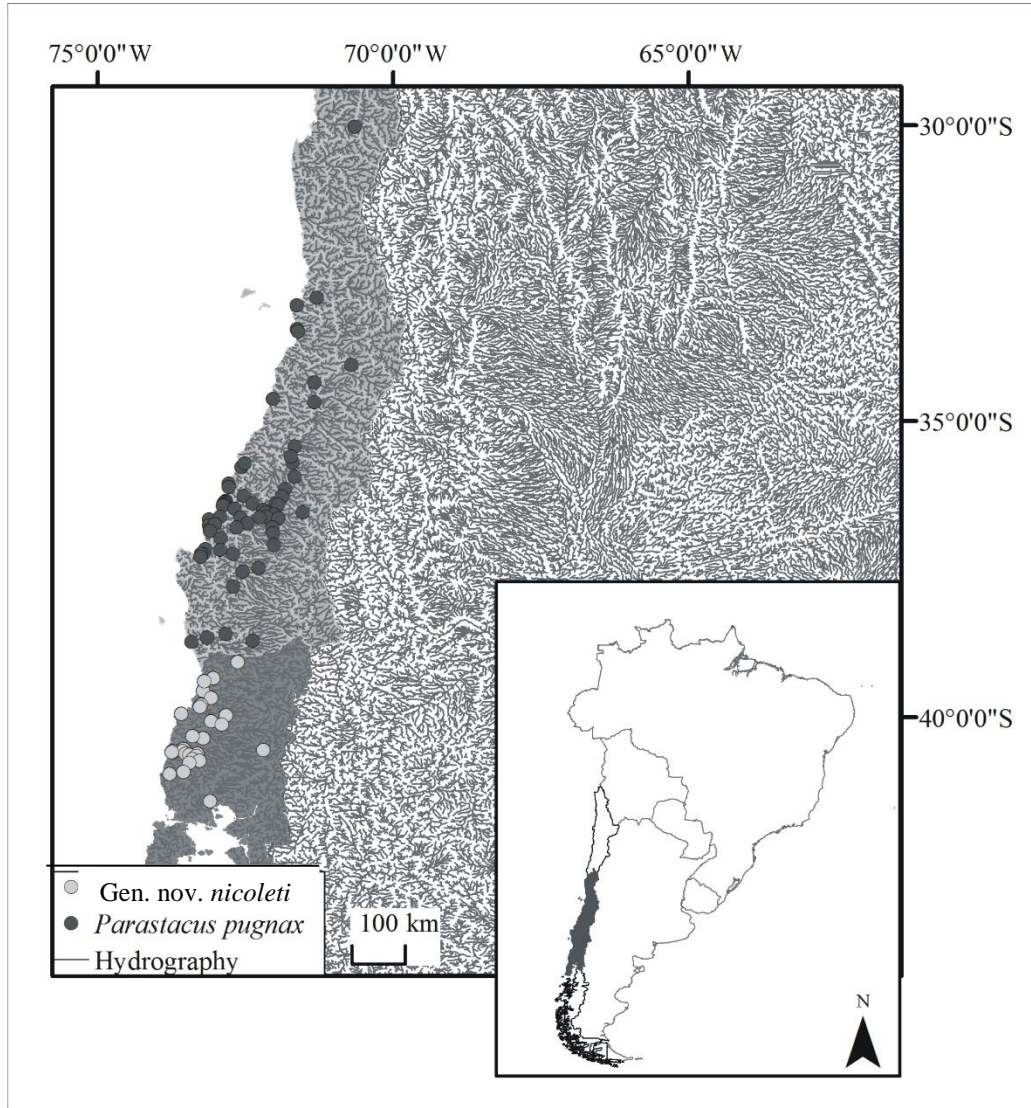 75°0'0"W 70°0'0"W 65°0'0"W
30°0'0"S
35°0'0"S
40°0'0"S
Gen. nov. nicoleti
Parastacus pugnax
Hydrography
100 km
N